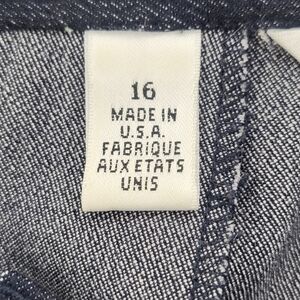 16
MADE IN
U.S.A.
FABRIQUE
AUX ETATS
UNIS